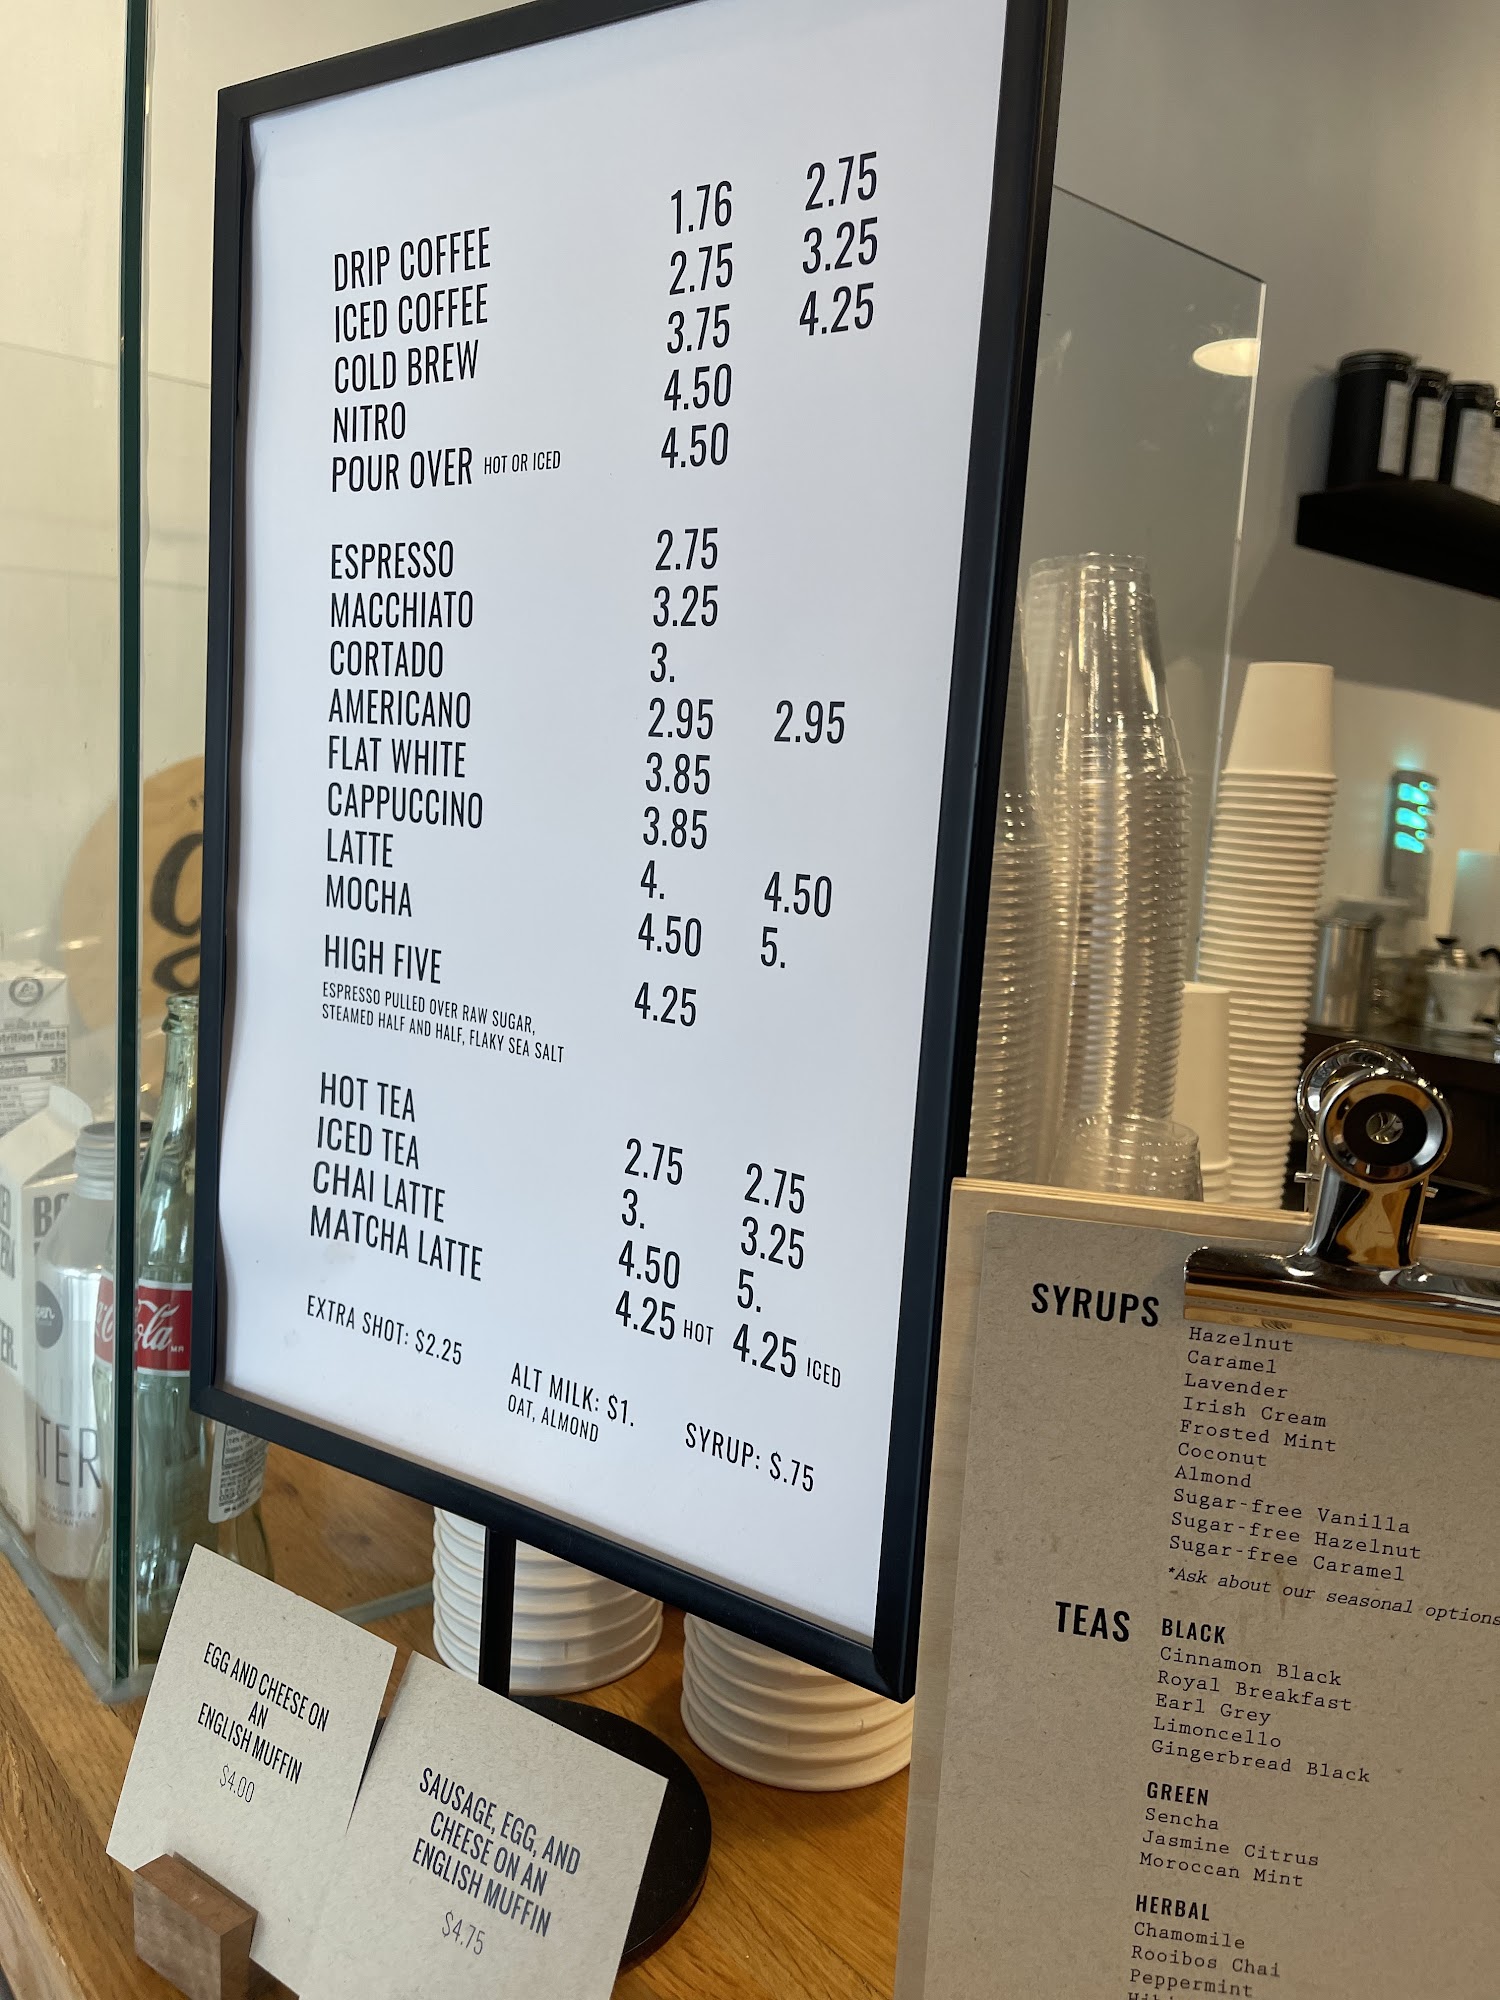 DRIP COFFEE 1.76 2.75
ICED COFFEE 2.75 3.25
COLD BREW 3.75 4.25
NITRO 4.50
POUR OVER HOT OR ICED 4.50
ESPRESSO 2.75
MACCHIATO 3.25
CORTADO 3.
AMERICANO 2.95 2.95
FLAT WHITE 3.85
CAPPUCCINO 3.85
LATTE 4. 4.50
MOCHA 4.50 5.
HIGH FIVE 4.25
ESPRESSO PULLED OVER RAW SUGAR,
STEAMED HALF AND HALF, FLAKY SEA SALT
HOT TEA 2.75 2.75
ICED TEA 3. 3.25
CHAI LATTE 4.50 5.
MATCHA LATTE 4.25 HOT 4.25 ICED
EXTRA SHOT: $2.25
ALT MILK: $1.
OAT, ALMOND
SYRUP: $.75
EGG AND CHEESE ON
AN
ENGLISH MUFFIN
$4.00
SAUSAGE, EGG, AND
CHEESE ON AN
ENGLISH MUFFIN
$4.75
SYRUPS
Hazelnut
Caramel
Lavender
Irish Cream
Frosted Mint
Coconut
Almond
Sugar-free Vanilla
Sugar-free Hazelnut
Sugar-free Caramel
*Ask about our seasonal options
TEAS
BLACK
Cinnamon Black
Royal Breakfast
Earl Grey
Limoncello
Gingerbread Black
GREEN
Sencha
Jasmine Citrus
Moroccan Mint
HERBAL
Chamomile
Rooibos Chai
Peppermint